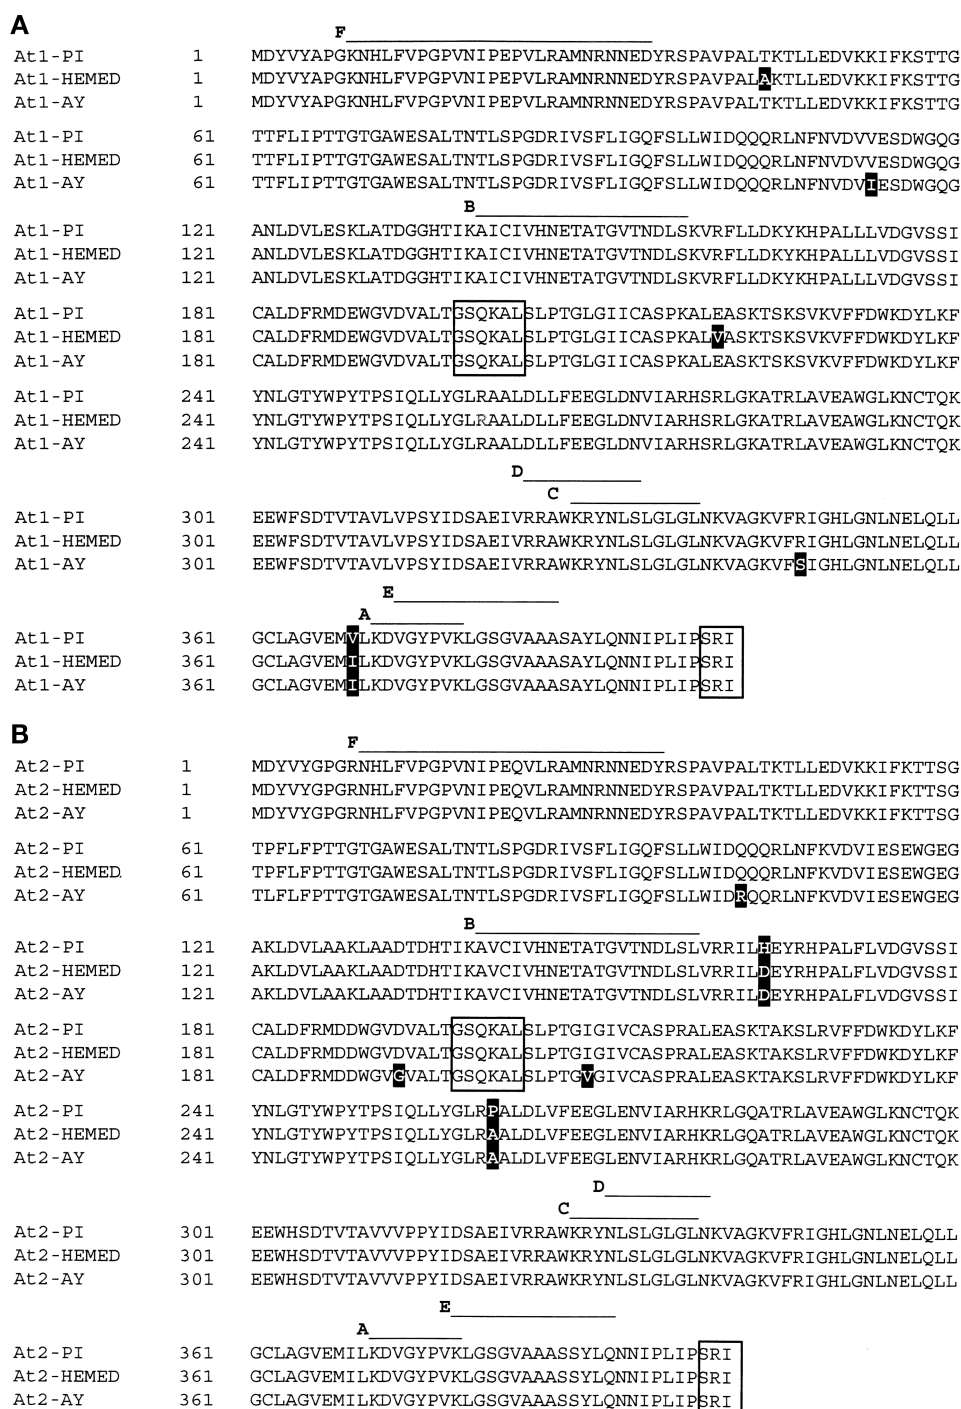 A
F
At1-PI 1 MDYVYAPGKNHLFVPGPVNIPEPVLRAMNRNNEDYRSPAVPALTKTLLEDVKKIFKSTTG
At1-HEMED 1 MDYVYAPGKNHLFVPGPVNIPEPVLRAMNRNNEDYRSPAVPALAKTLLEDVKKIFKSTTG
At1-AY 1 MDYVYAPGKNHLFVPGPVNIPEPVLRAMNRNNEDYRSPAVPALTKTLLEDVKKIFKSTTG
At1-PI 61 TTFLIPTTGTGAWESALTNTLSPGDRIVSFLIGQFSLLWIDQQQRLNFNVDVVESDWGQG
At1-HEMED 61 TTFLIPTTGTGAWESALTNTLSPGDRIVSFLIGQFSLLWIDQQQRLNFNVDVVESDWGQG
At1-AY 61 TTFLIPTTGTGAWESALTNTLSPGDRIVSFLIGQFSLLWIDQQQRLNFNVDVIESDWGQG
B
At1-PI 121 ANLDVLESKLATDGGHTIKAICIVHNETATGVTNDLSKVRFLLDKYKHPALLLVDGVSSI
At1-HEMED 121 ANLDVLESKLATDGGHTIKAICIVHNETATGVTNDLSKVRFLLDKYKHPALLLVDGVSSI
At1-AY 121 ANLDVLESKLATDGGHTIKAICIVHNETATGVTNDLSKVRFLLDKYKHPALLLVDGVSSI
At1-PI 181 CALDFRMDEWGVDVALTGSQKALSLPTGLGIICASPKALEASKTSKSVKVFFDWKDYLKF
At1-HEMED 181 CALDFRMDEWGVDVALTGSQKALSLPTGLGIICASPKALVASKTSKSVKVFFDWKDYLKF
At1-AY 181 CALDFRMDEWGVDVALTGSQKALSLPTGLGIICASPKALEASKTSKSVKVFFDWKDYLKF
At1-PI 241 YNLGTYWPYTPSIQLLYGLRAALDLLFEEGLDNVIARHSRLGKATRLAVEAWGLKNCTQK
At1-HEMED 241 YNLGTYWPYTPSIQLLYGLRAALDLLFEEGLDNVIARHSRLGKATRLAVEAWGLKNCTQK
At1-AY 241 YNLGTYWPYTPSIQLLYGLRAALDLLFEEGLDNVIARHSRLGKATRLAVEAWGLKNCTQK
D
C
At1-PI 301 EEWFSDTVTAVLVPSYIDSAEIVRRAWKRYNLSLGLGLNKVAGKVFRIGHLGNLNELQLL
At1-HEMED 301 EEWFSDTVTAVLVPSYIDSAEIVRRAWKRYNLSLGLGLNKVAGKVFRIGHLGNLNELQLL
At1-AY 301 EEWFSDTVTAVLVPSYIDSAEIVRRAWKRYNLSLGLGLNKVAGKVFSIGHLGNLNELQLL
E
A
At1-PI 361 GCLAGVEMVLKDVGYPVKLGSGVAAASAYLQNNIPLIPSRI
At1-HEMED 361 GCLAGVEMILKDVGYPVKLGSGVAAASAYLQNNIPLIPSRI
At1-AY 361 GCLAGVEMILKDVGYPVKLGSGVAAASAYLQNNIPLIPSRI
B
F
At2-PI 1 MDYVYGPGRNHLFVPGPVNIPEQVLRAMNRNNEDYRSPAVPALTKTLLEDVKKIFKTTSG
At2-HEMED 1 MDYVYGPGRNHLFVPGPVNIPEQVLRAMNRNNEDYRSPAVPALTKTLLEDVKKIFKTTSG
At2-AY 1 MDYVYGPGRNHLFVPGPVNIPEQVLRAMNRNNEDYRSPAVPALTKTLLEDVKKIFKTTSG
At2-PI 61 TPFLFPTTGTGAWESALTNTLSPGDRIVSFLIGQFSLLWIDQQQRLNFKVDVIESEWGEG
At2-HEMED 61 TPFLFPTTGTGAWESALTNTLSPGDRIVSFLIGQFSLLWIDQQQRLNFKVDVIESEWGEG
At2-AY 61 TLFLFPTTGTGAWESALTNTLSPGDRIVSFLIGQFSLLWIDRQQRLNFKVDVIESEWGEG
B
At2-PI 121 AKLDVLAAKLAADTDHTIKAVCIVHNETATGVTNDLSLVRRILHEYRHPALFLVDGVSSI
At2-HEMED 121 AKLDVLAAKLAADTDHTIKAVCIVHNETATGVTNDLSLVRRILDEYRHPALFLVDGVSSI
At2-AY 121 AKLDVLAAKLAADTDHTIKAVCIVHNETATGVTNDLSLVRRILDEYRHPALFLVDGVSSI
At2-PI 181 CALDFRMDDWGVDVALTGSQKALSLPTGIGIVCASPRALEASKTAKSLRVFFDWKDYLKF
At2-HEMED 181 CALDFRMDDWGVDVALTGSQKALSLPTGIGIVCASPRALEASKTAKSLRVFFDWKDYLKF
At2-AY 181 CALDFRMDDWGVGVALTGSQKALSLPTGVGIVCASPRALEASKTAKSLRVFFDWKDYLKF
At2-PI 241 YNLGTYWPYTPSIQLLYGLRPALDLVFEEGLENVIARHKRLGQATRLAVEAWGLKNCTQK
At2-HEMED 241 YNLGTYWPYTPSIQLLYGLRAALDLVFEEGLENVIARHKRLGQATRLAVEAWGLKNCTQK
At2-AY 241 YNLGTYWPYTPSIQLLYGLRAALDLVFEEGLENVIARHKRLGQATRLAVEAWGLKNCTQK
D
C
At2-PI 301 EEWHSDTVTAVVVPPYIDSAEIVRRAWKRYNLSLGLGLNKVAGKVFRIGHLGNLNELQLL
At2-HEMED 301 EEWHSDTVTAVVVPPYIDSAEIVRRAWKRYNLSLGLGLNKVAGKVFRIGHLGNLNELQLL
At2-AY 301 EEWHSDTVTAVVVPPYIDSAEIVRRAWKRYNLSLGLGLNKVAGKVFRIGHLGNLNELQLL
E
A
At2-PI 361 GCLAGVEMILKDVGYPVKLGSGVAAASSYLQNNIPLIPSRI
At2-HEMED 361 GCLAGVEMILKDVGYPVKLGSGVAAASSYLQNNIPLIPSRI
At2-AY 361 GCLAGVEMILKDVGYPVKLGSGVAAASSYLQNNIPLIPSRI